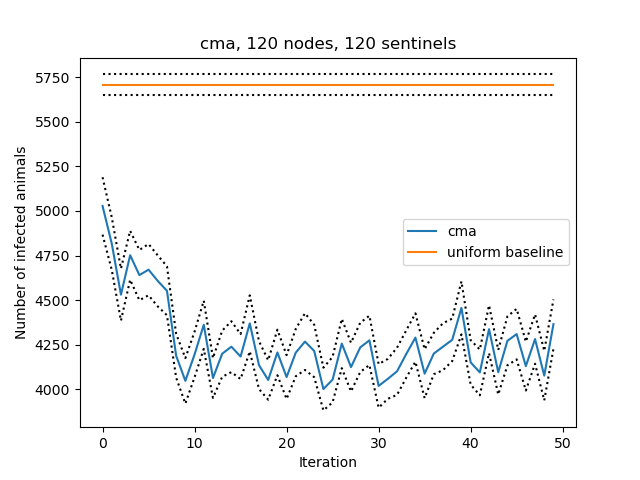 cma, 120 nodes, 120 sentinels
Number of infected animals
5750
5500
5250
5000
4750
4500
4250
4000
cma
uniform baseline
0
10
20
30
40
50
Iteration